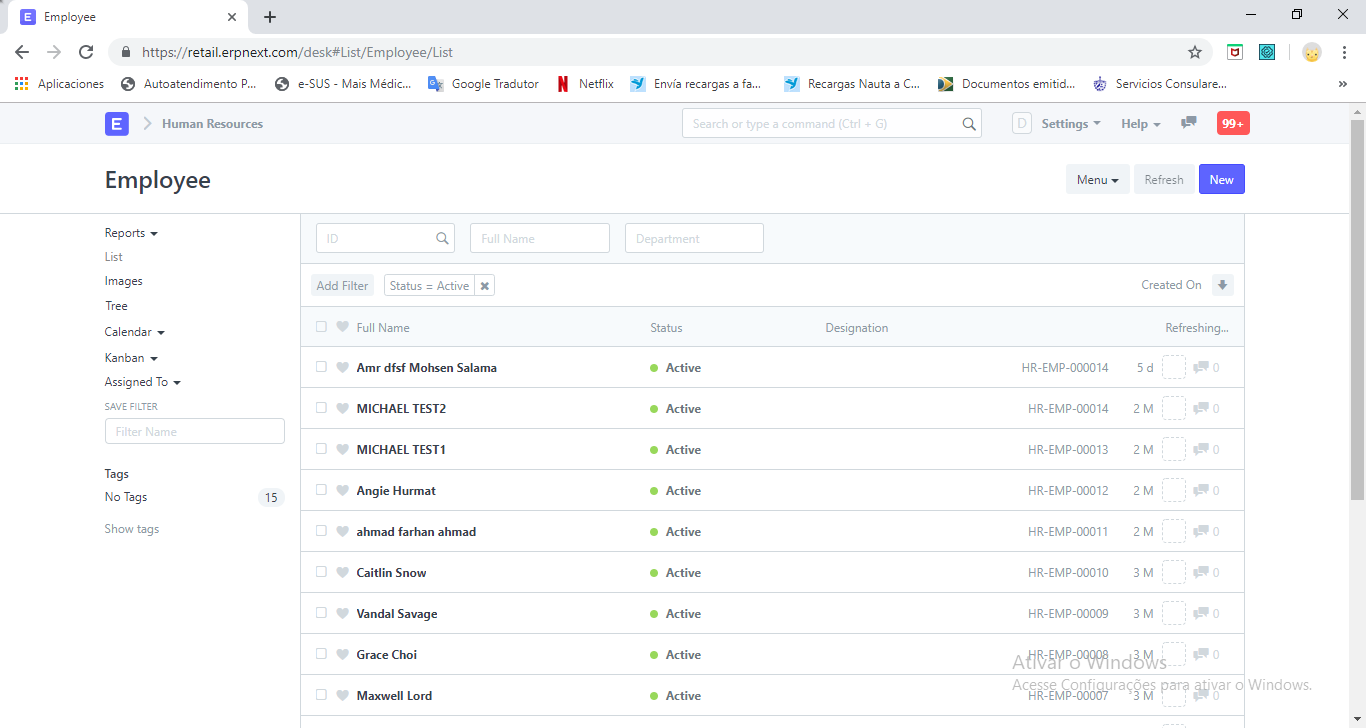 E Employee
https://retail.erpnext.com/desk#List/Employee/List
Aplicaciones Autoatendimento P... e-SUS - Mais Médic... Google Tradutor N Netflix Envía recargas a fa... Recargas Nauta a C... Documentos emitid... Servicios Consulare... »
E Human Resources Search or type a command (Ctrl + G) D Settings Help 99+
Employee Menu Refresh New
Reports
List
Images
Tree
Calendar
Kanban
Assigned To
SAVE FILTER
Filter Name
Tags
No Tags 15
Show tags
ID Full Name Department
Add Filter Status = Active Created On
Full Name Status Designation Refreshing...
Amr dfsf Mohsen Salama Active HR-EMP-000014 5 d 0
MICHAEL TEST2 Active HR-EMP-00014 2 M 0
MICHAEL TEST1 Active HR-EMP-00013 2 M 0
Angie Hurmat Active HR-EMP-00012 2 M 0
ahmad farhan ahmad Active HR-EMP-00011 2 M 0
Caitlin Snow Active HR-EMP-00010 3 M 0
Vandal Savage Active HR-EMP-00009 3 M 0
Grace Choi Active HR-EMP-00008 3 M 0
Maxwell Lord Active HR-EMP-00007 3 M 0
Ativar o Windows
Acesse Configurações para ativar o Windows.